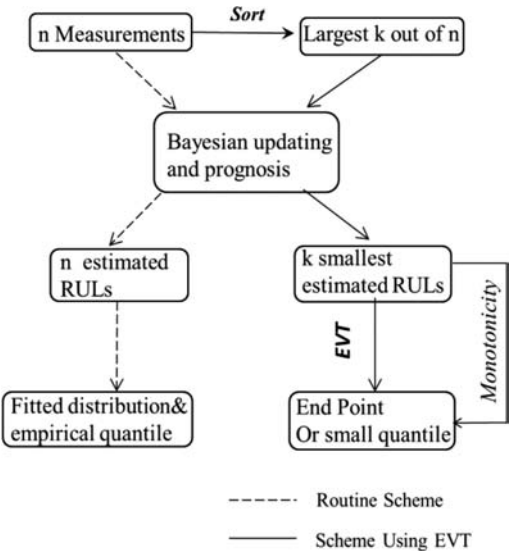 Sort
n Measurements
Largest k out of n
Bayesian updating
and prognosis
n estimated
RULs
k smallest
estimated RULs
EVT
Monotonicity
Fitted distribution&
empirical quantile
End Point
Or small quantile
Routine Scheme
Scheme Using EVT